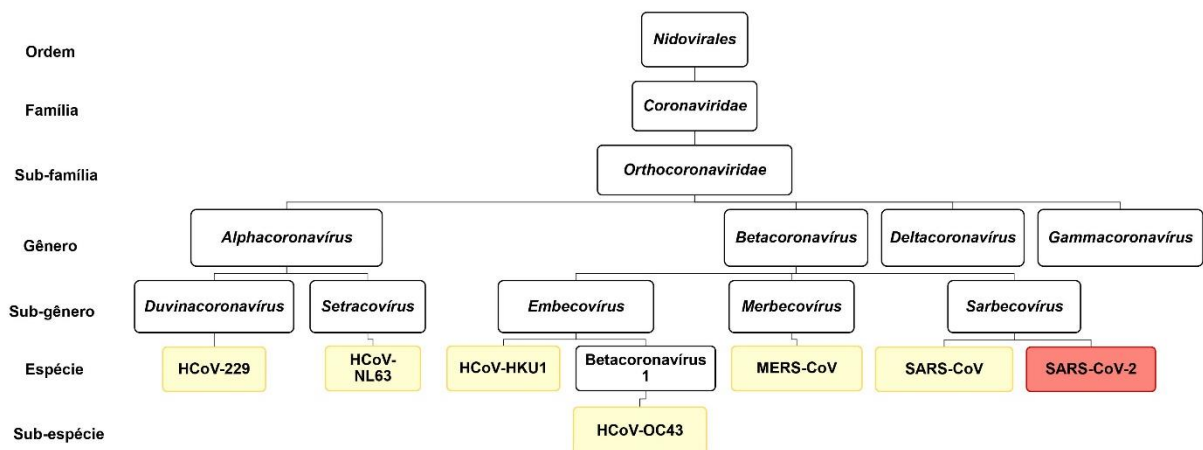 Ordem
Nidovirales
Família
Coronaviridae
Sub-família
Orthocoronaviridae
Gênero
Alphacoronavírus
Betacoronavírus
Deltacoronavírus
Gammacoronavírus
Sub-gênero
Duvinacoronavírus
Setracovírus
Embecovírus
Merbecovírus
Sarbecovírus
Espécie
HCoV-229
HCoV-
NL63
HCoV-HKU1
Betacoronavírus
1
MERS-CoV
SARS-CoV
SARS-CoV-2
Sub-espécie
HCoV-OC43